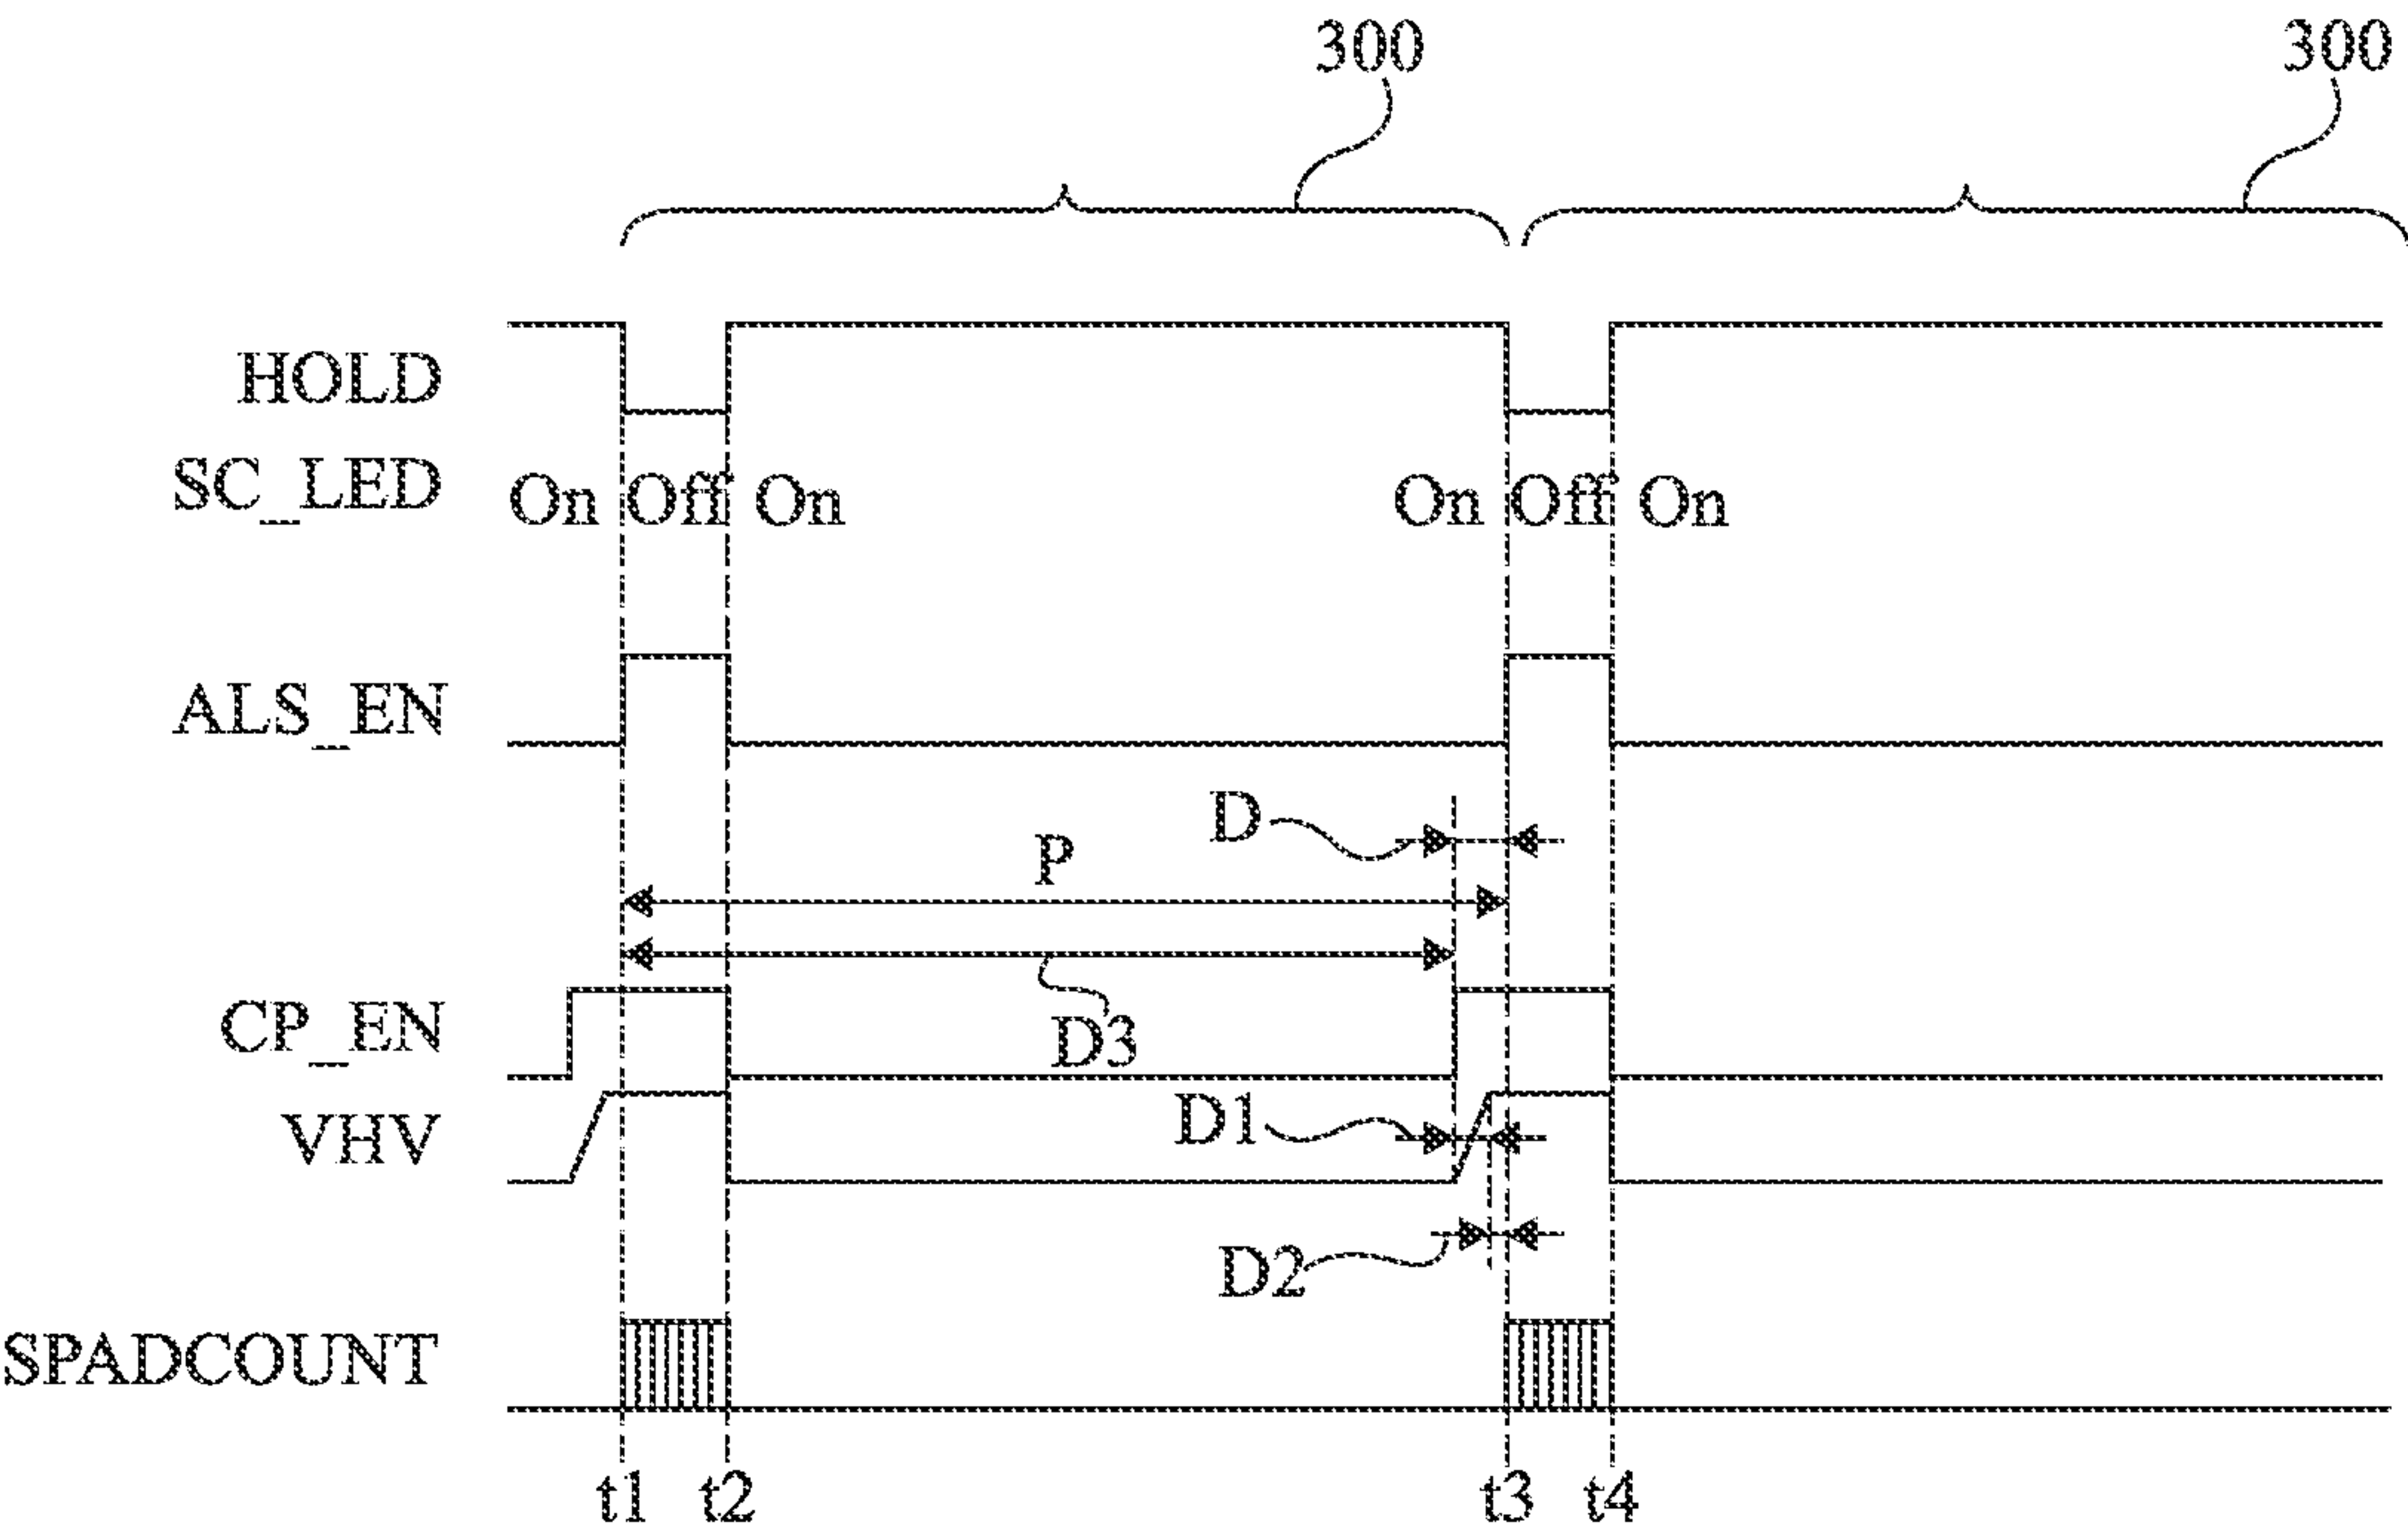 300 300
HOLD
SC_LED On Off On On Off On
ALS_EN
D
P
CP_EN D3
VHV D1
D2
SPADCOUNT
t1 t2 t3 t4